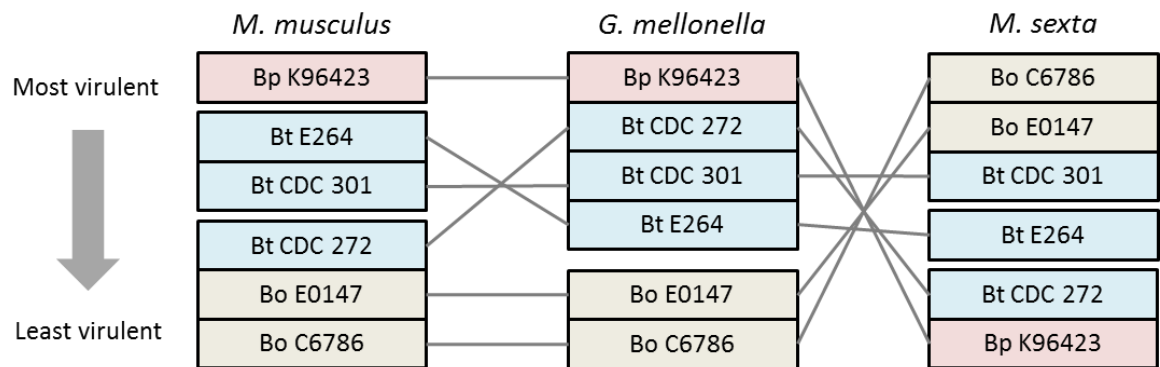 M. musculus
G. mellonella
M. sexta
Most virulent
Least virulent
Bp K96423
Bt E264
Bt CDC 301
Bt CDC 272
Bo E0147
Bo C6786
Bp K96423
Bt CDC 272
Bt CDC 301
Bt E264
Bo E0147
Bo C6786
Bo C6786
Bo E0147
Bt CDC 301
Bt E264
Bt CDC 272
Bp K96423